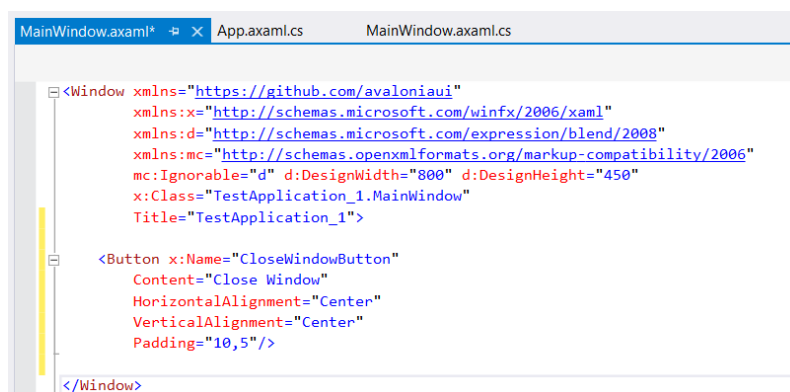 MainWindow.axaml* App.axaml.cs MainWindow.axaml.cs
<Window xmlns="https://github.com/avaloniaui"
xmlns:x="http://schemas.microsoft.com/winfx/2006/xaml"
xmlns:d="http://schemas.microsoft.com/expression/blend/2008"
xmlns:mc="http://schemas.openxmlformats.org/markup-compatibility/2006"
mc:Ignorable="d" d:DesignWidth="800" d:DesignHeight="450"
x:Class="TestApplication_1.MainWindow"
Title="TestApplication_1">
<Button x:Name="CloseWindowButton"
Content="Close Window"
HorizontalAlignment="Center"
VerticalAlignment="Center"
Padding="10,5"/>
</Window>